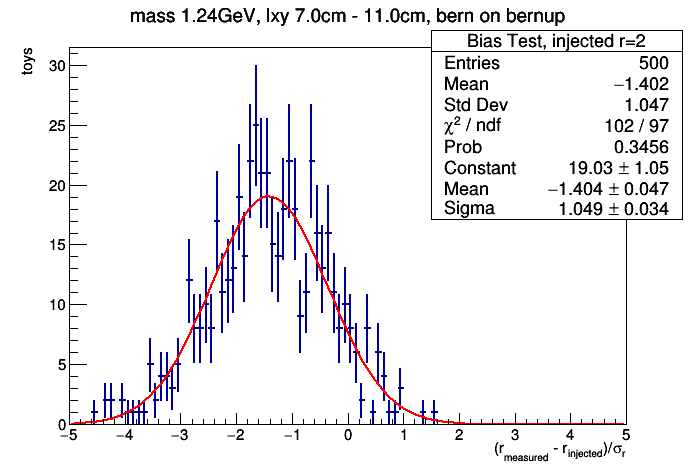 mass 1.24GeV, lxy 7.0cm - 11.0cm, bern on bernup
toys
Bias Test, injected r=2
Entries 500
Mean −1.402
Std Dev 1.047
χ² / ndf 102 / 97
Prob 0.3456
Constant 19.03 ± 1.05
Mean −1.404 ± 0.047
Sigma 1.049 ± 0.034
30
25
20
15
10
5
0
−5 −4 −3 −2 −1 0 1 2 3 4 5
(r_measured - r_injected)/σ_r